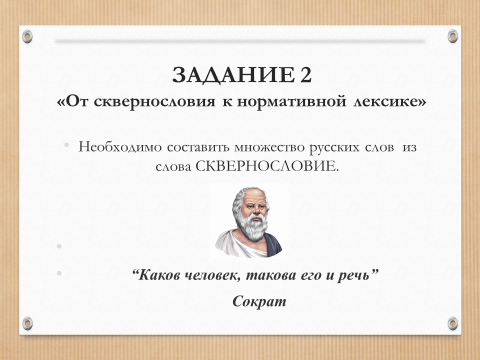 ЗАДАНИЕ 2
«От сквернословия к нормативной лексике»
Необходимо составить множество русских слов из
слова СКВЕРНОСЛОВИЕ.
“Каков человек, такова его и речь”
Сократ